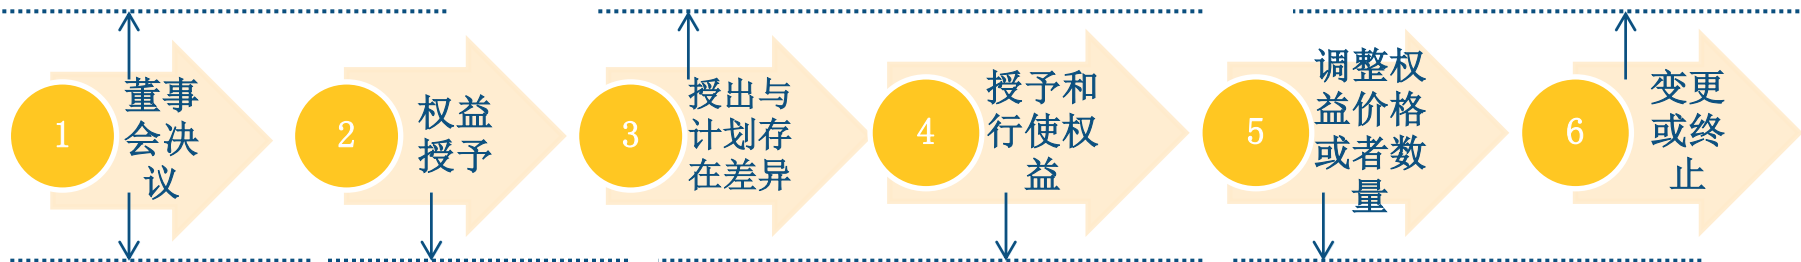 1
董事
会决
议
2
权益
授予
3
授出与
计划存
在差异
4
授予和
行使权
益
5
调整权
益价格
或者数
量
6
变更
或终
止